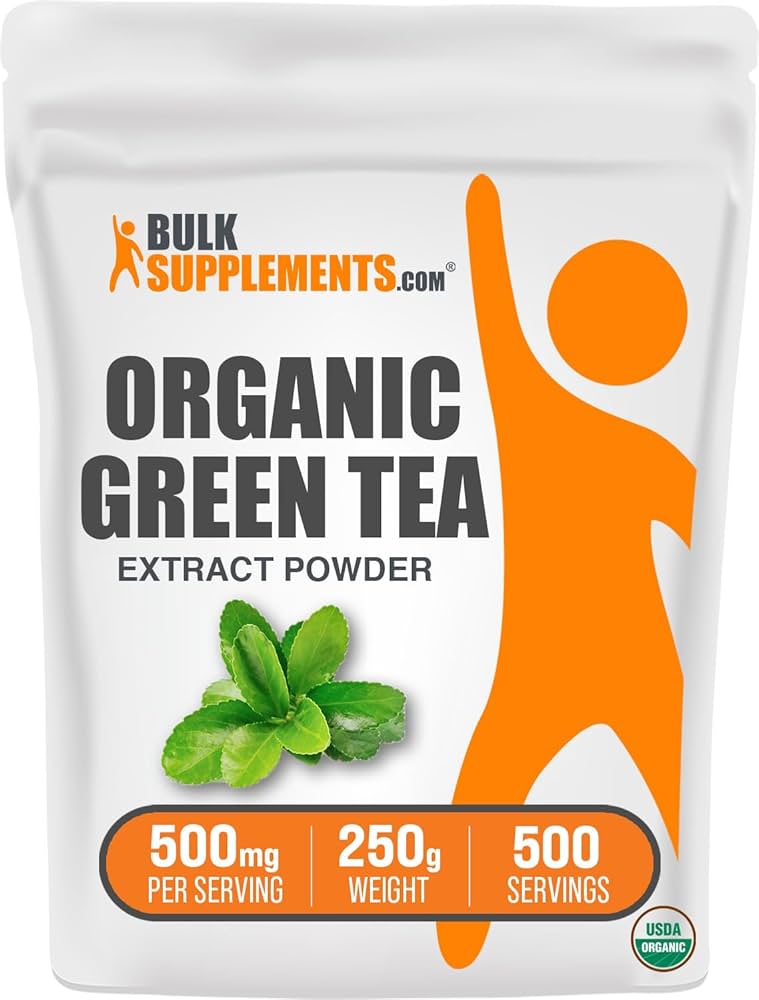 BULK
SUPPLEMENTS.COM®
ORGANIC
GREEN TEA
EXTRACT POWDER
500mg
PER SERVING
250g
WEIGHT
500
SERVINGS
USDA
ORGANIC